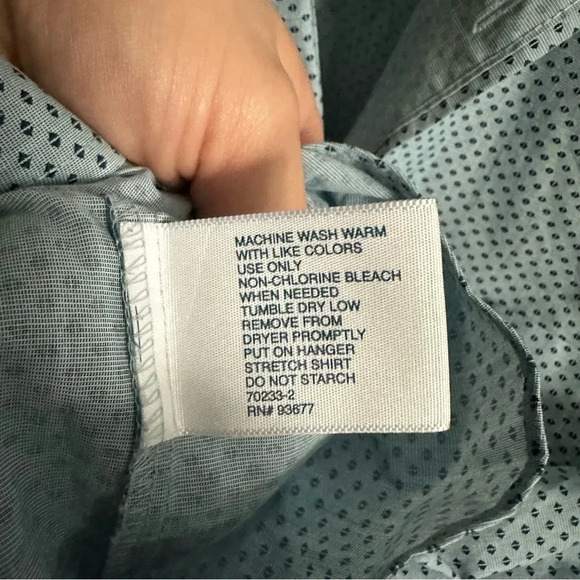 MACHINE WASH WARM
WITH LIKE COLORS
USE ONLY
NON-CHLORINE BLEACH
WHEN NEEDED
TUMBLE DRY LOW
REMOVE FROM
DRYER PROMPTLY
PUT ON HANGER
STRETCH SHIRT
DO NOT STARCH
70233-2
RN# 93677